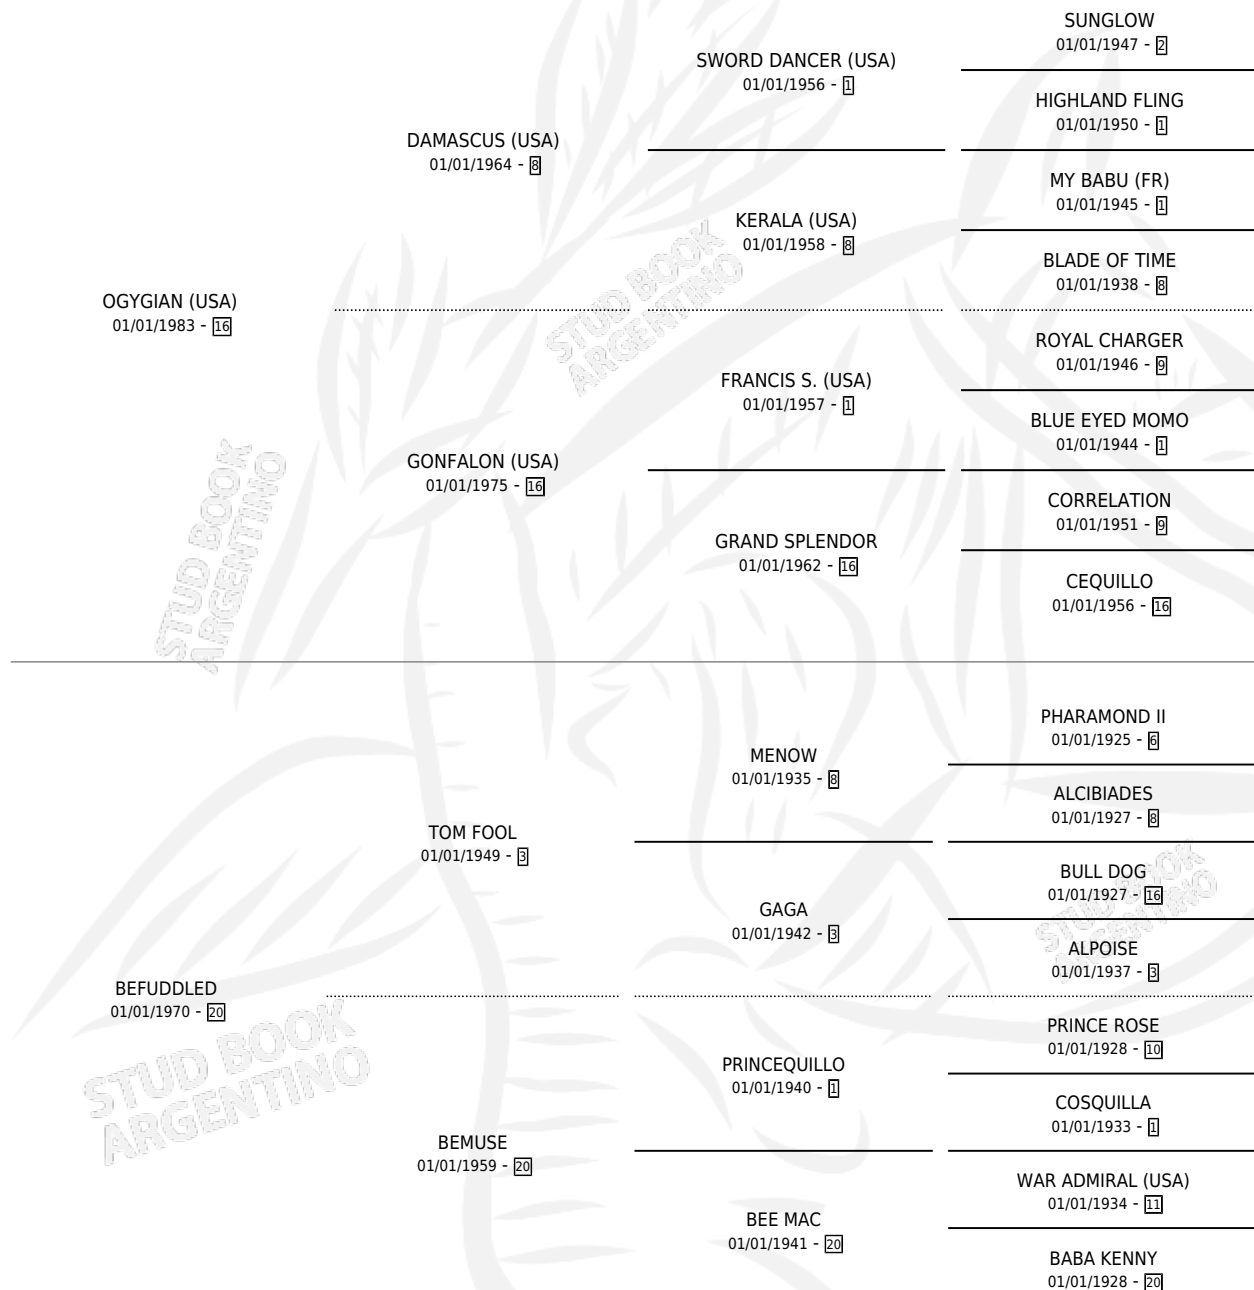 SUNGLOW
01/01/1947 - 2
SWORD DANCER (USA)
01/01/1956 - 1
HIGHLAND FLING
01/01/1950 - 1
DAMASCUS (USA)
01/01/1964 - 8
MY BABU (FR)
01/01/1945 - 1
KERALA (USA)
01/01/1958 - 8
BLADE OF TIME
01/01/1938 - 8
OGYGIAN (USA)
01/01/1983 - 16
ROYAL CHARGER
01/01/1946 - 9
FRANCIS S. (USA)
01/01/1957 - 1
BLUE EYED MOMO
01/01/1944 - 1
GONFALON (USA)
01/01/1975 - 16
CORRELATION
01/01/1951 - 9
GRAND SPLENDOR
01/01/1962 - 16
CEQUILLO
01/01/1956 - 16
PHARAMOND II
01/01/1925 - 6
MENOW
01/01/1935 - 8
ALCIBIADES
01/01/1927 - 8
TOM FOOL
01/01/1949 - 3
BULL DOG
01/01/1927 - 16
GAGA
01/01/1942 - 3
ALPOISE
01/01/1937 - 3
BEFUDDLED
01/01/1970 - 20
PRINCE ROSE
01/01/1928 - 10
PRINCEQUILLO
01/01/1940 - 1
COSQUILLA
01/01/1933 - 1
BEMUSE
01/01/1959 - 20
WAR ADMIRAL (USA)
01/01/1934 - 11
BEE MAC
01/01/1941 - 20
BABA KENNY
01/01/1928 - 20
STUD BOOK
ARGENTINO
STUD BOOK
ARGENTINO
STUD BOOK
ARGENTINO
STUD BOOK
ARGENTINO